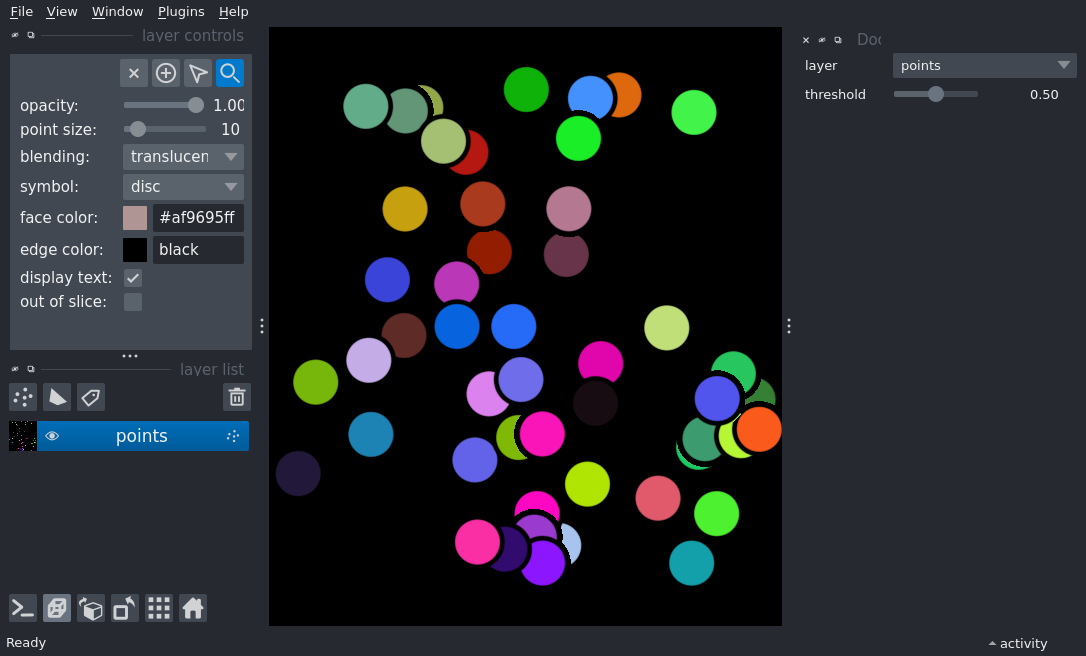 File View Window Plugins Help
layer controls
opacity: 1.00
point size: 10
blending: translucen
symbol: disc
face color: #af9695ff
edge color: black
display text:
out of slice:
layer list
points
Doc
layer points
threshold 0.50
Ready
activity